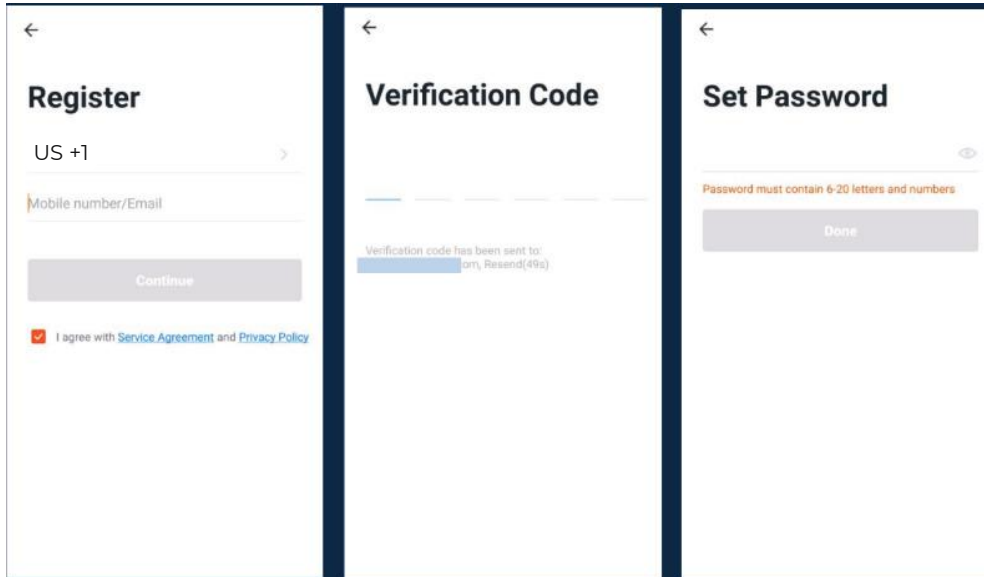 Register
US +1
Mobile number/Email
Continue
I agree with Service Agreement and Privacy Policy
Verification Code
Verification code has been sent to:
om, Resend(49s)
Set Password
Password must contain 6-20 letters and numbers
Done